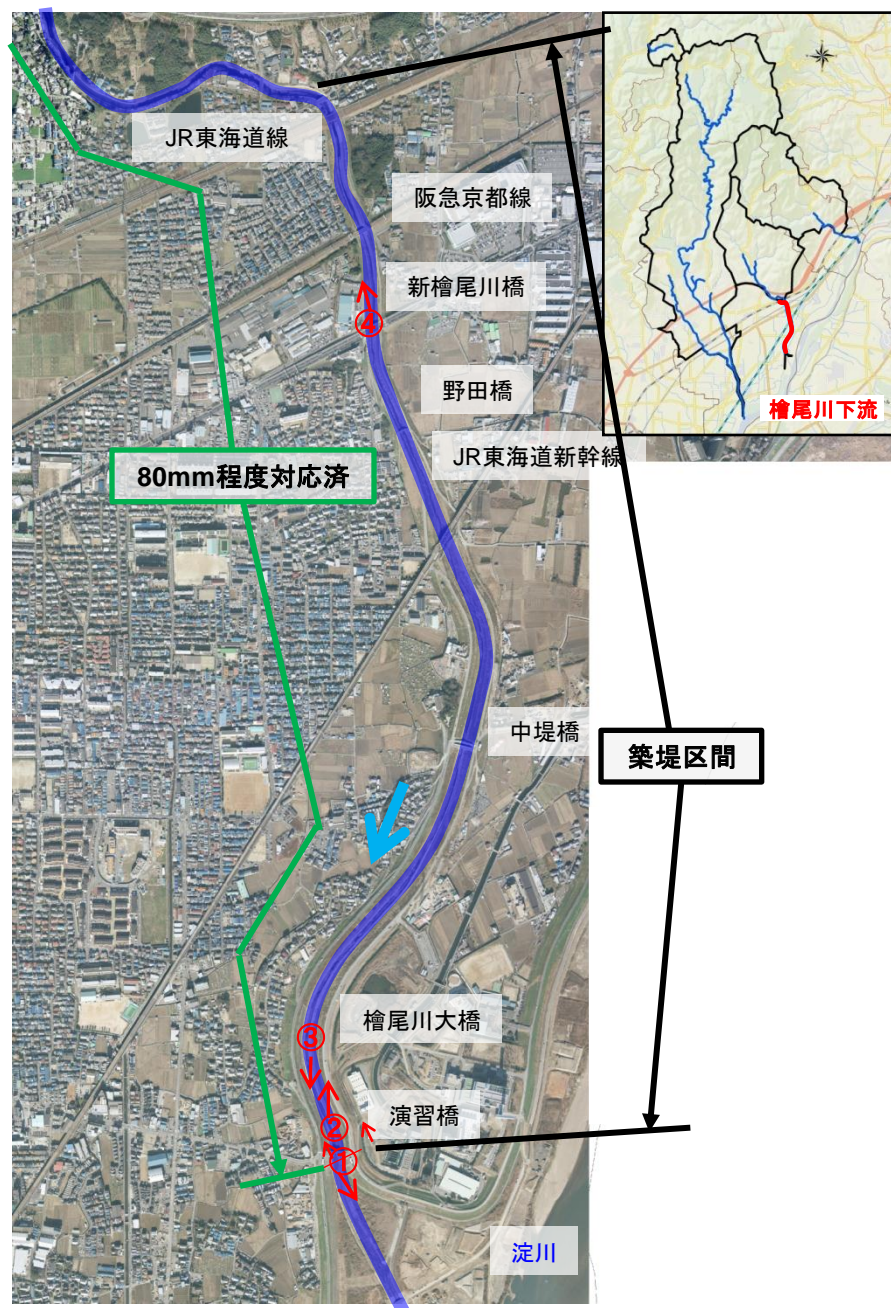 JR東海道線
阪急京都線
新檜尾川橋
④
野田橋
檜尾川下流
JR東海道新幹線
80mm程度対応済
中堤橋
築堤区間
檜尾川大橋
③
演習橋
②
①
淀川